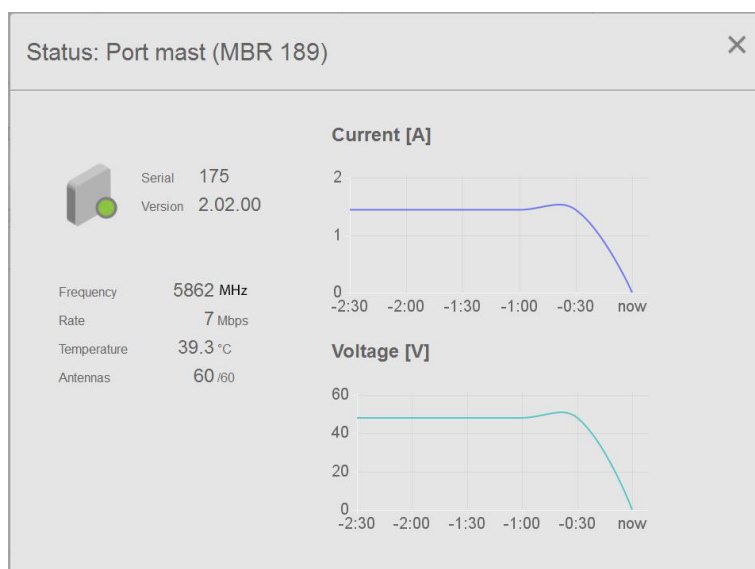 Status: Port mast (MBR 189)
Serial 175
Version 2.02.00
Frequency 5862 MHz
Rate 7 Mbps
Temperature 39.3 °C
Antennas 60 /60
Current [A]
2
1
0
-2:30 -2:00 -1:30 -1:00 -0:30 now
Voltage [V]
60
40
20
0
-2:30 -2:00 -1:30 -1:00 -0:30 now